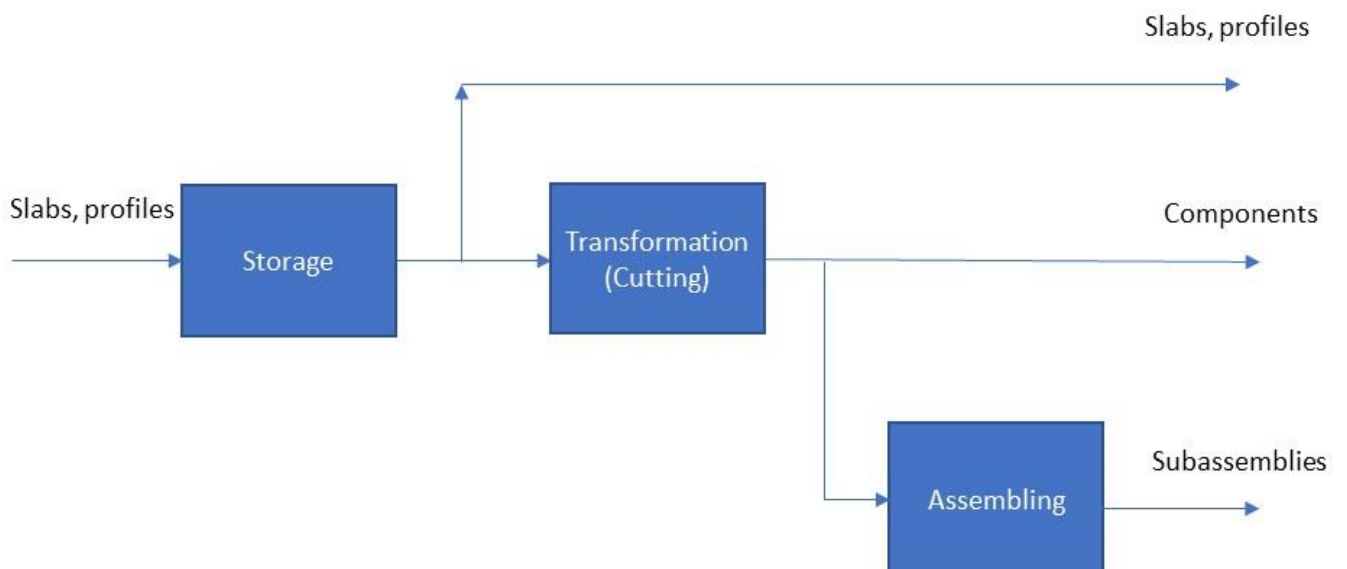 Slabs, profiles
Slabs, profiles
Storage
Transformation
(Cutting)
Components
Subassemblies
Assembling